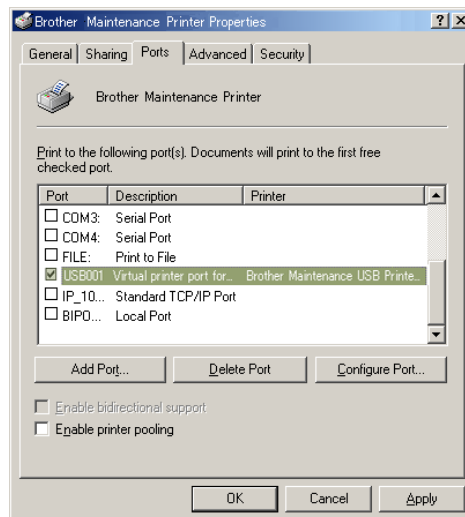 Brother Maintenance Printer Properties
General Sharing Ports Advanced Security
Brother Maintenance Printer
Print to the following port(s). Documents will print to the first free
checked port.
Port Description Printer
COM3: Serial Port
COM4: Serial Port
FILE: Print to File
USB001 Virtual printer port for... Brother Maintenance USB Printe...
IP_10... Standard TCP/IP Port
BIPO... Local Port
Add Port... Delete Port Configure Port...
Enable bidirectional support
Enable printer pooling
OK Cancel Apply